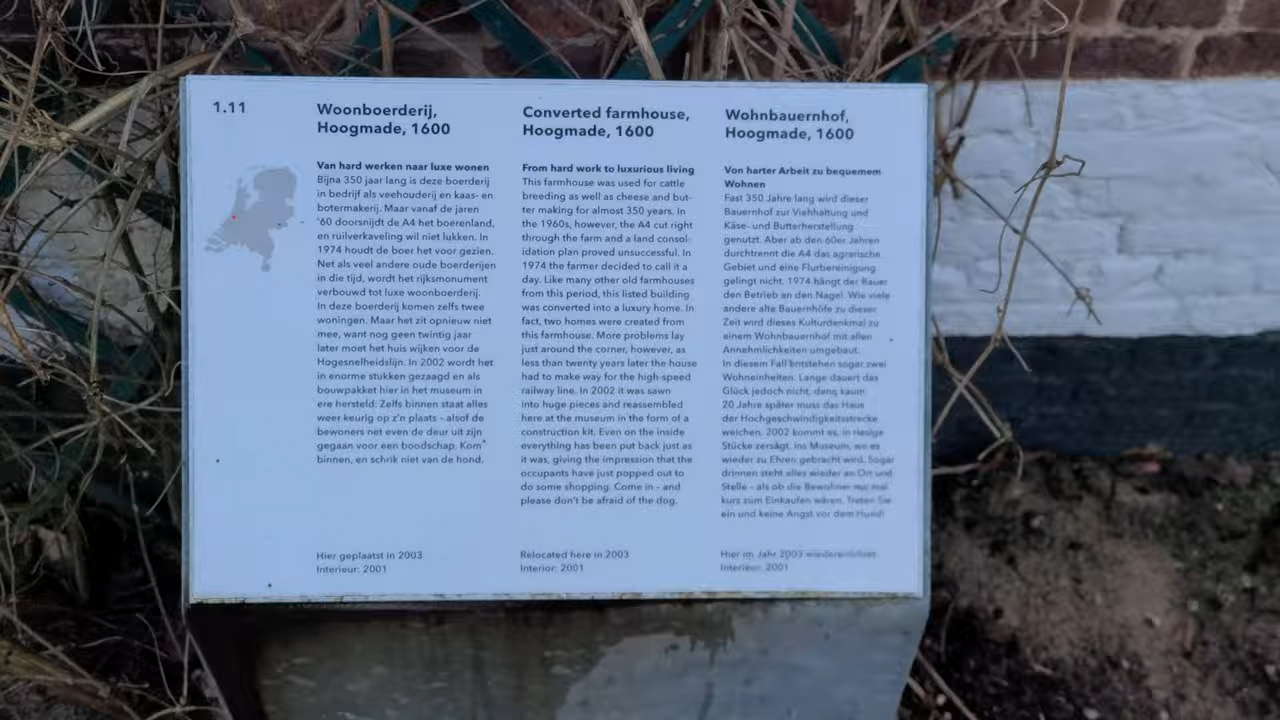 1.11
Woonboerderij,
Hoogmade, 1600
Van hard werken naar luxe wonen
Bijna 350 jaar lang is deze boerderij
in bedrijf als veehouderij en kaas- en
botermakerij. Maar vanaf de jaren
'60 doorsnijdt de A4 het boerenland,
en ruilverkaveling wil niet lukken. In
1974 houdt de boer het voor gezien.
Net als veel andere oude boerderijen
in die tijd, wordt het rijksmonument
verbouwd tot luxe woonboerderij.
In deze boerderij komen zelfs twee
woningen. Maar het zit opnieuw niet
mee, want nog geen twintig jaar
later moet het huis wijken voor de
Hogesnelheidslijn. In 2002 wordt het
in enorme stukken gezaagd en als
bouwpakket hier in het museum in
ere hersteld. Zelfs binnen staat alles
weer keurig op z'n plaats – alsof de
bewoners net even de deur uit zijn
gegaan voor een boodschap. Kom
binnen, en schrik niet van de hond.
Hier geplaatst in 2003
Interieur: 2001
Converted farmhouse,
Hoogmade, 1600
From hard work to luxurious living
This farmhouse was used for cattle
breeding as well as cheese and but-
ter making for almost 350 years. In
the 1960s, however, the A4 cut right
through the farm and a land consol-
idation plan proved unsuccessful. In
1974 the farmer decided to call it a
day. Like many other old farmhouses
from this period, this listed building
was converted into a luxury home. In
fact, two homes were created from
this farmhouse. More problems lay
just around the corner, however, as
less than twenty years later the house
had to make way for the high-speed
railway line. In 2002 it was sawn
into huge pieces and reassembled
here at the museum in the form of a
construction kit. Even on the inside
everything has been put back just as
it was, giving the impression that the
occupants have just popped out to
do some shopping. Come in – and
please don't be afraid of the dog.
Relocated here in 2003
Interior: 2001
Wohnbauernhof,
Hoogmade, 1600
Von harter Arbeit zu bequemem
Wohnen
Fast 350 Jahre lang wird dieser
Bauernhof zur Viehhaltung und
Käse- und Butterherstellung
genutzt. Aber ab den 60er Jahren
durchtrennt die A4 das agrarische
Gebiet und eine Flurbereinigung
gelingt nicht. 1974 hängt der Bauer
den Betrieb an den Nagel. Wie viele
andere alte Bauernhöfe zu dieser
Zeit wird dieses Kulturdenkmal zu
einem Wohnbauernhof mit allen
Annehmlichkeiten umgebaut.
In diesem Fall entstehen sogar zwei
Wohneinheiten. Lange dauert das
Glück jedoch nicht, denn kaum
20 Jahre später muss das Haus
der Hochgeschwindigkeitsstrecke
weichen. 2002 kommt es, in riesige
Stücke zersägt, ins Museum, wo es
wieder zu Ehren gebracht wird. Sogar
drinnen steht alles wieder an Ort und
Stelle – als ob die Bewohner nur mal
kurz zum Einkaufen wären. Treten Sie
ein und keine Angst vor dem Hund!
Hier im Jahr 2003 wiedererrichtet
Interieur: 2001